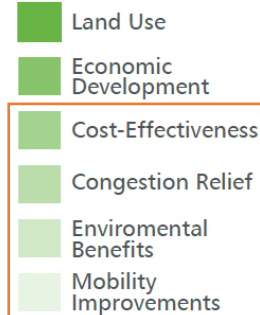 Land Use
Economic
Development
Cost-Effectiveness
Congestion Relief
Enviromental
Benefits
Mobility
Improvements